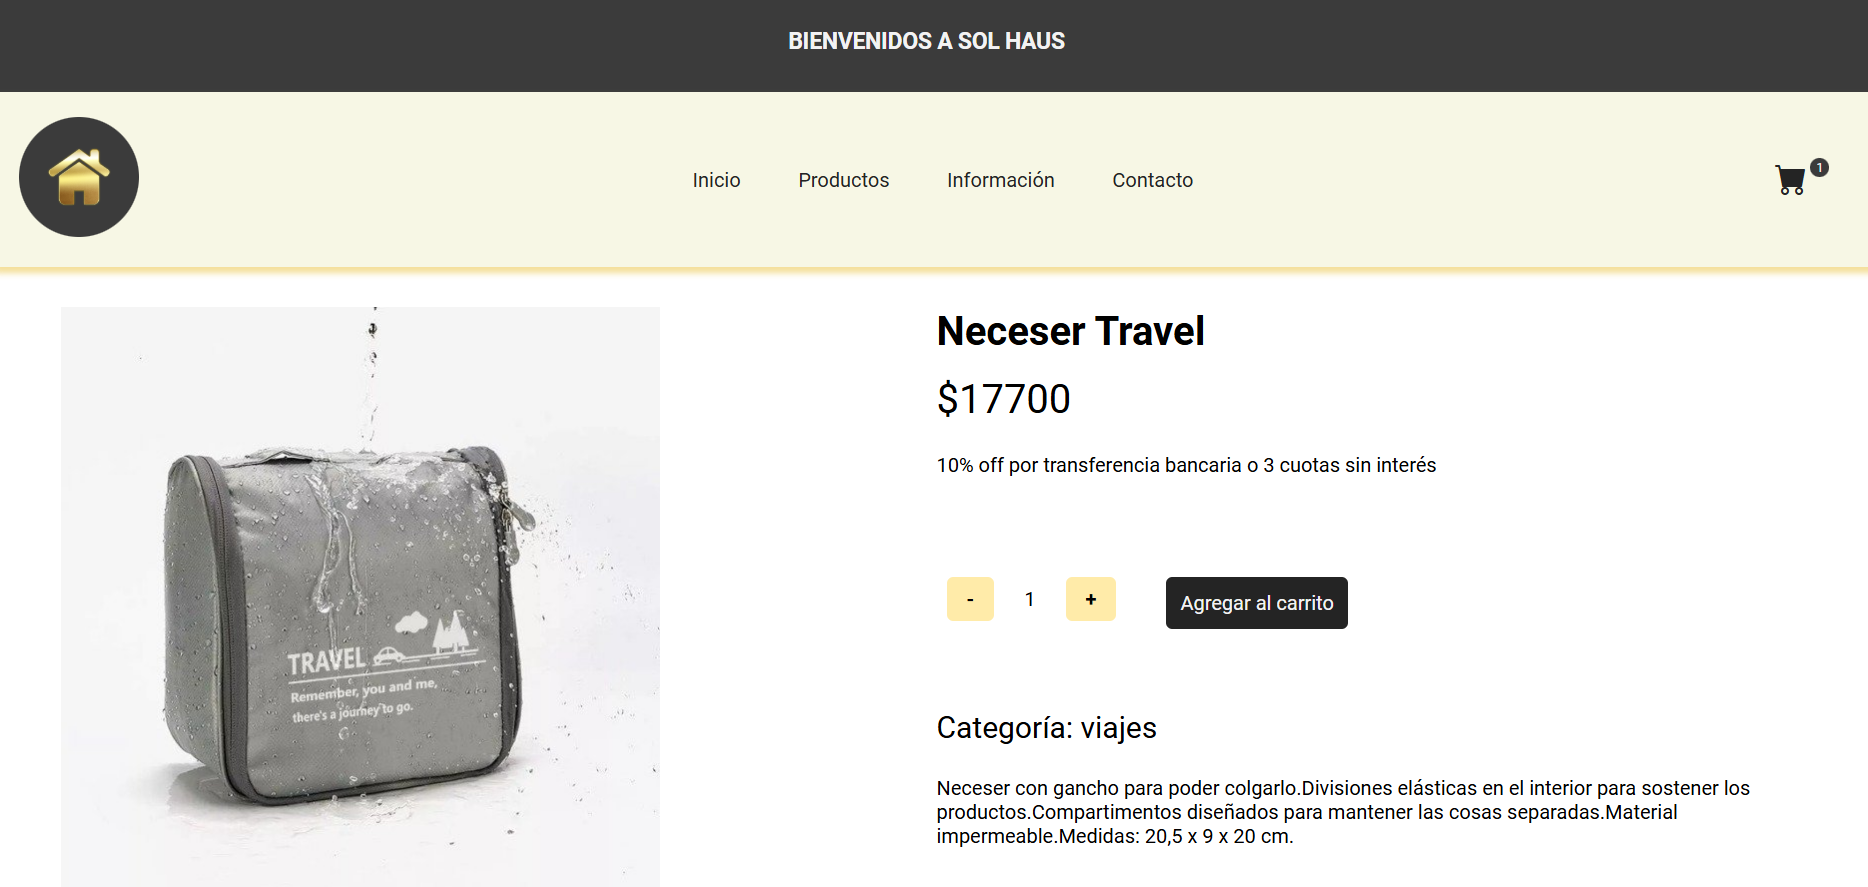 BIENVENIDOS A SOL HAUS
Inicio
Productos
Información
Contacto
1
Neceser Travel
$17700
10% off por transferencia bancaria o 3 cuotas sin interés
-
1
+
Agregar al carrito
TRAVEL
Remember, you and me,
there's a journey to go.
Categoría: viajes
Neceser con gancho para poder colgarlo.Divisiones elásticas en el interior para sostener los
productos.Compartimentos diseñados para mantener las cosas separadas.Material
impermeable.Medidas: 20,5 x 9 x 20 cm.